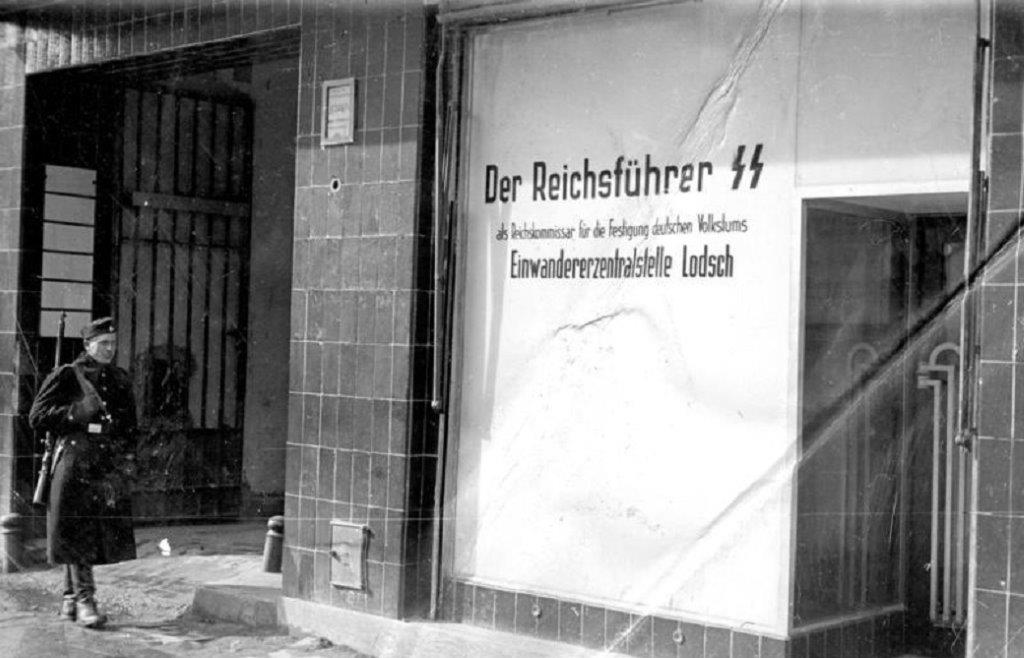 Der Reichsführer SS
als Reichskommissar für die Festigung deutschen Volkstums
Einwandererzentralstelle Lodsch